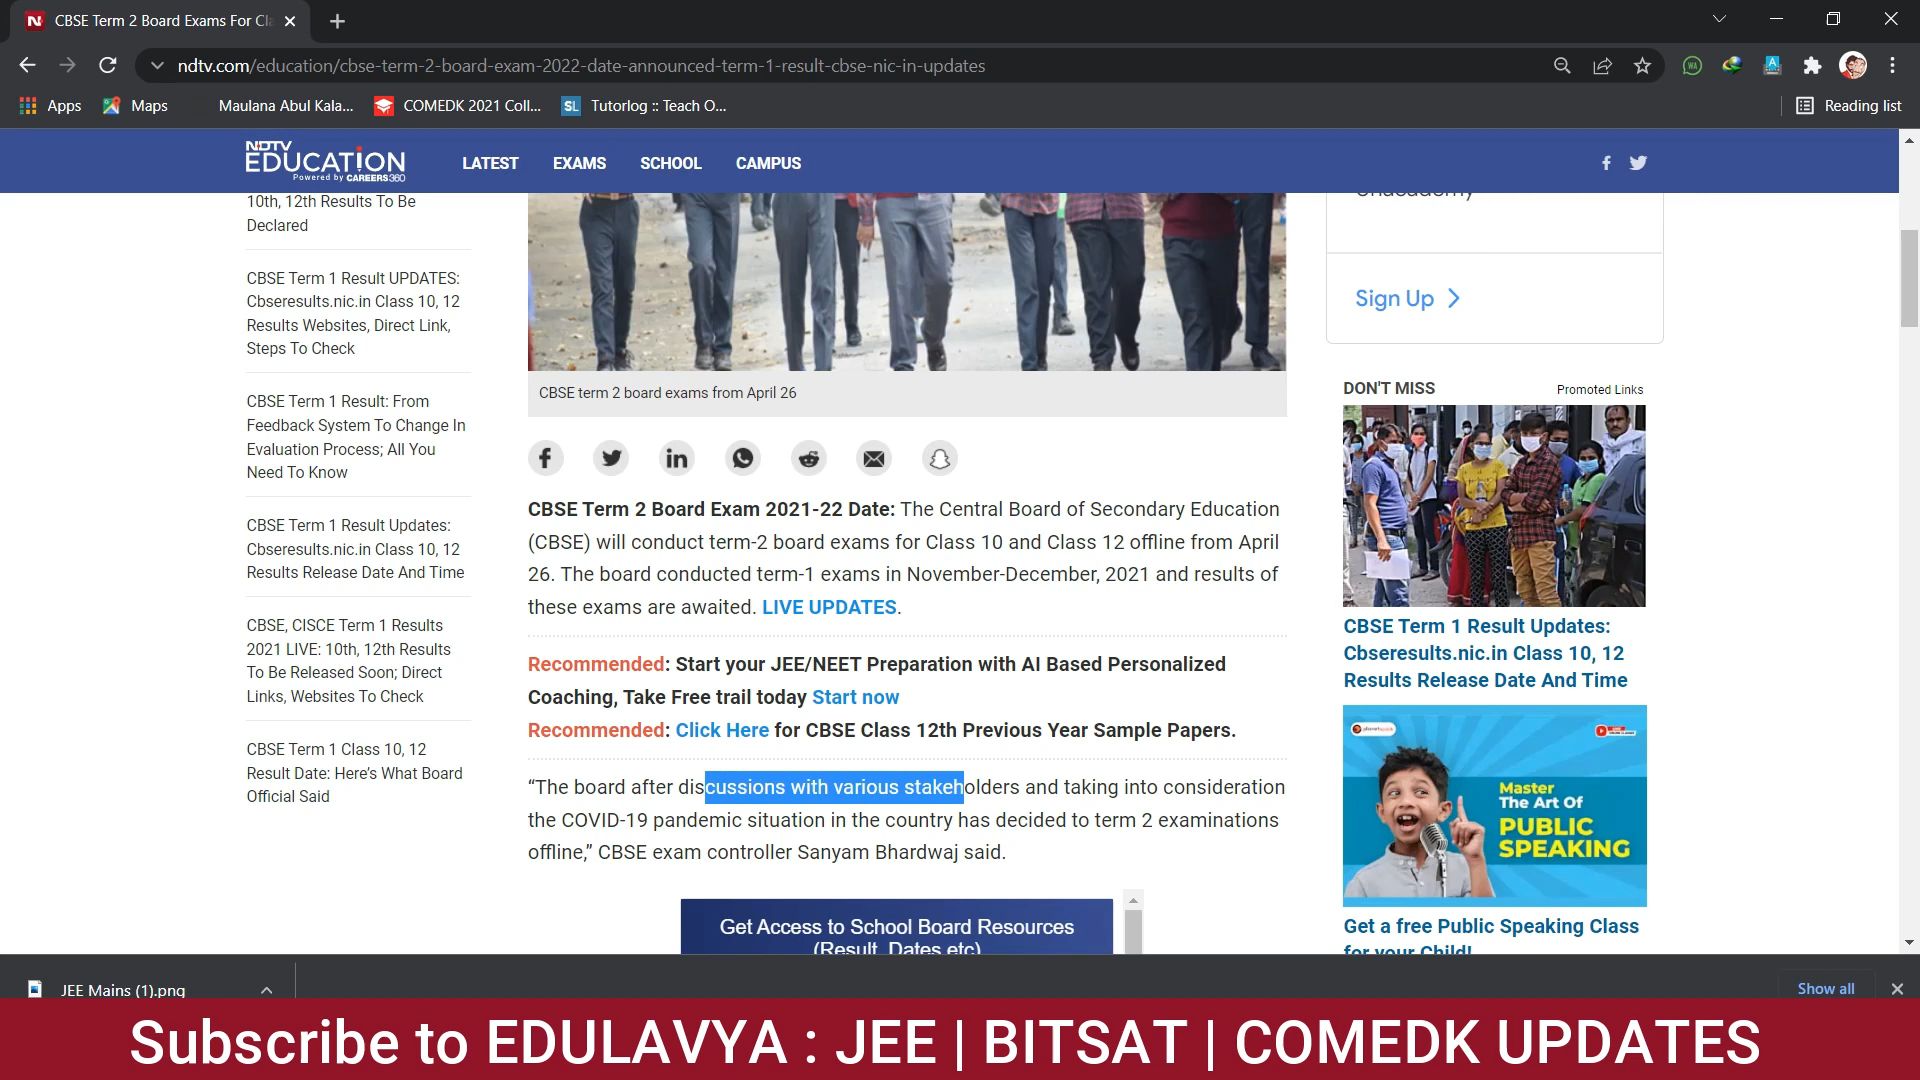 CBSE Term 2 Board Exams For Cl
ndtv.com/education/cbse-term-2-board-exam-2022-date-announced-term-1-result-cbse-nic-in-updates
Apps
Maps
Maulana Abul Kala...
COMEDK 2021 Coll...
SL
Tutorlog :: Teach O...
Reading list
NDTV
EDUCATION
Powered by CAREERS360
LATEST
EXAMS
SCHOOL
CAMPUS
10th, 12th Results To Be
Declared
CBSE Term 1 Result UPDATES:
Cbseresults.nic.in Class 10, 12
Results Websites, Direct Link,
Steps To Check
CBSE Term 1 Result: From
Feedback System To Change In
Evaluation Process; All You
Need To Know
CBSE Term 1 Result Updates:
Cbseresults.nic.in Class 10, 12
Results Release Date And Time
CBSE, CISCE Term 1 Results
2021 LIVE: 10th, 12th Results
To Be Released Soon; Direct
Links, Websites To Check
CBSE Term 1 Class 10, 12
Result Date: Here's What Board
Official Said
CBSE term 2 board exams from April 26
CBSE Term 2 Board Exam 2021-22 Date: The Central Board of Secondary Education
(CBSE) will conduct term-2 board exams for Class 10 and Class 12 offline from April
26. The board conducted term-1 exams in November-December, 2021 and results of
these exams are awaited. LIVE UPDATES.
Recommended: Start your JEE/NEET Preparation with AI Based Personalized
Coaching, Take Free trail today Start now
Recommended: Click Here for CBSE Class 12th Previous Year Sample Papers.
“The board after discussions with various stakeholders and taking into consideration
the COVID-19 pandemic situation in the country has decided to term 2 examinations
offline,” CBSE exam controller Sanyam Bhardwaj said.
Get Access to School Board Resources
(Result, Dates etc)
Unacademy
Sign Up
DON'T MISS
Promoted Links
CBSE Term 1 Result Updates:
Cbseresults.nic.in Class 10, 12
Results Release Date And Time
Master
The Art Of
PUBLIC
SPEAKING
Get a free Public Speaking Class
for your Child!
JEE Mains (1).png
Show all
Subscribe to EDULAVYA : JEE | BITSAT | COMEDK UPDATES